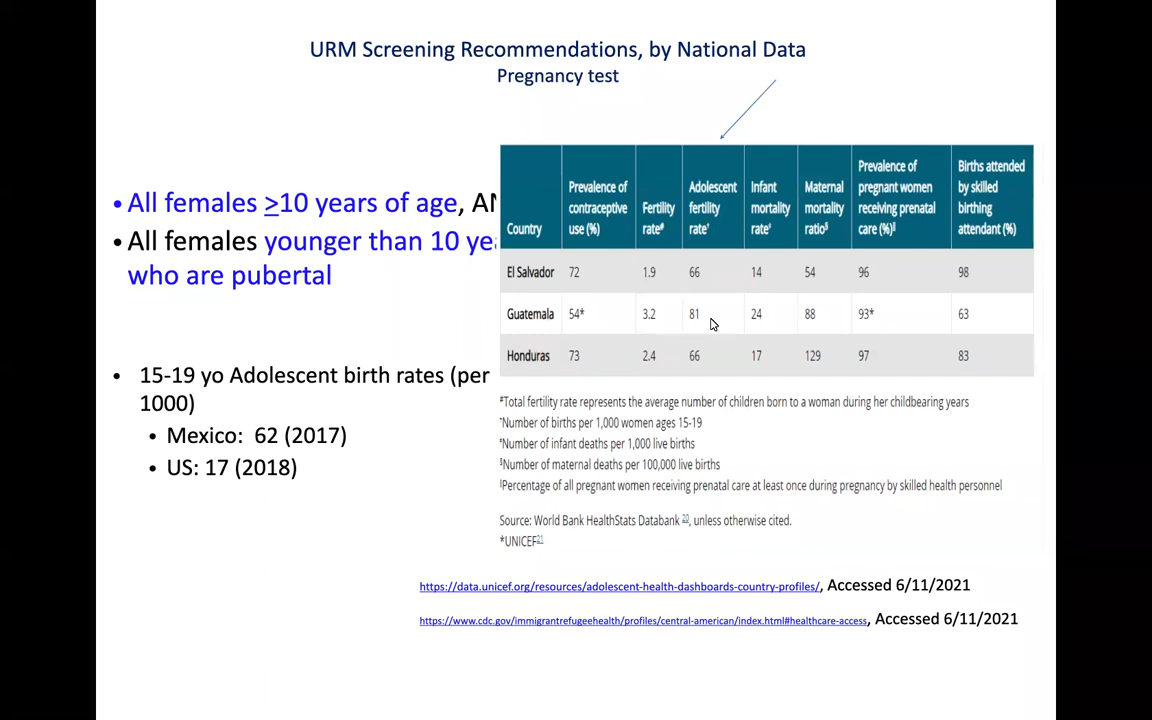 URM Screening Recommendations, by National Data
Pregnancy test
• All females >10 years of age, AN
• All females younger than 10 yea
who are pubertal
• 15-19 yo Adolescent birth rates (per
1000)
• Mexico: 62 (2017)
• US: 17 (2018)
Country Prevalence of contraceptive use (%) Fertility rate# Adolescent fertility rate† Infant mortality rate* Maternal mortality ratio§ Prevalence of pregnant women receiving prenatal care (%)‖ Births attended by skilled birthing attendant (%)
El Salvador 72 1.9 66 14 54 96 98
Guatemala 54* 3.2 81 24 88 93* 63
Honduras 73 2.4 66 17 129 97 83
#Total fertility rate represents the average number of children born to a woman during her childbearing years
†Number of births per 1,000 women ages 15-19
*Number of infant deaths per 1,000 live births
§Number of maternal deaths per 100,000 live births
‖Percentage of all pregnant women receiving prenatal care at least once during pregnancy by skilled health personnel
Source: World Bank HealthStats Databank 20, unless otherwise cited.
*UNICEF21
https://data.unicef.org/resources/adolescent-health-dashboards-country-profiles/, Accessed 6/11/2021
https://www.cdc.gov/immigrantrefugeehealth/profiles/central-american/index.html#healthcare-access, Accessed 6/11/2021